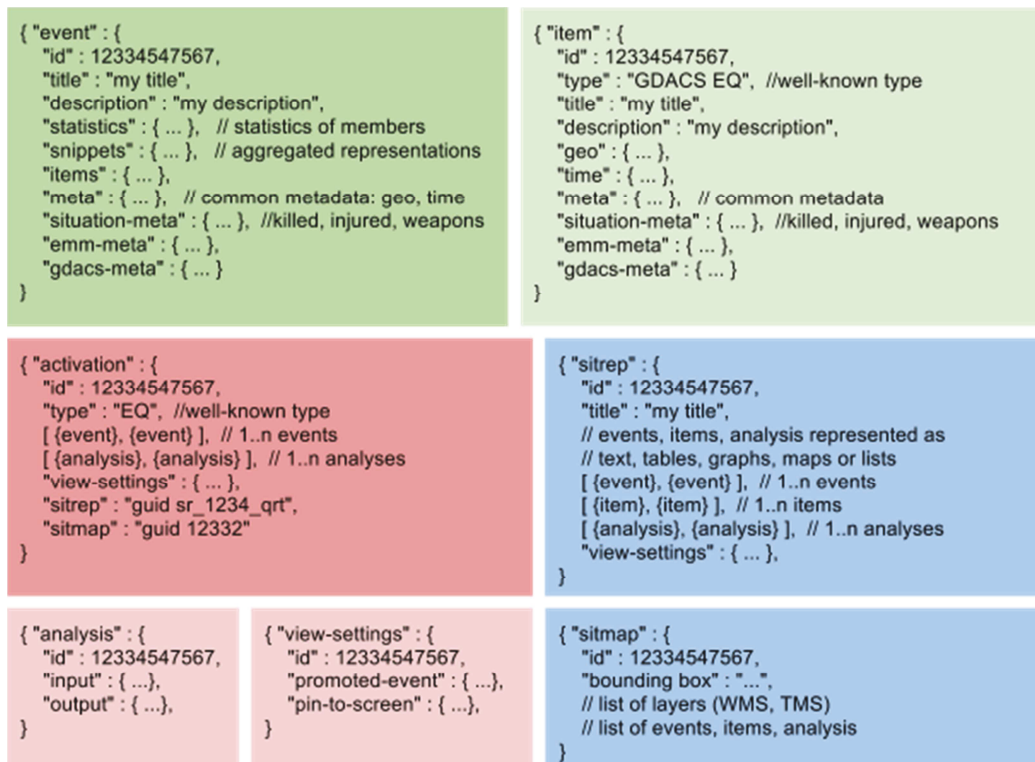 { "event" : {
"id" : 12334547567,
"title" : "my title",
"description" : "my description",
"statistics" : { ... }, // statistics of members
"snippets" : { ... }, // aggregated representations
"items" : { ... },
"meta" : { ... }, // common metadata: geo, time
"situation-meta" : { ... }, //killed, injured, weapons
"emm-meta" : { ... },
"gdacs-meta" : { ... }
}
{ "item" : {
"id" : 12334547567,
"type" : "GDACS EQ", //well-known type
"title" : "my title",
"description" : "my description",
"geo" : { ... },
"time" : { ... },
"meta" : { ... }, // common metadata
"situation-meta" : { ... }, //killed, injured, weapons
"emm-meta" : { ... },
"gdacs-meta" : { ... }
}
{ "activation" : {
"id" : 12334547567,
"type" : "EQ", //well-known type
[ {event}, {event} ], // 1..n events
[ {analysis}, {analysis} ], // 1..n analyses
"view-settings" : { ... },
"sitrep" : "guid sr_1234_qrt",
"sitmap" : "guid 12332"
}
{ "sitrep" : {
"id" : 12334547567,
"title" : "my title",
// events, items, analysis represented as
// text, tables, graphs, maps or lists
[ {event}, {event} ], // 1..n events
[ {item}, {item} ], // 1..n items
[ {analysis}, {analysis} ], // 1..n analyses
"view-settings" : { ... },
}
{ "analysis" : {
"id" : 12334547567,
"input" : { ...},
"output" : { ...},
}
{ "view-settings" : {
"id" : 12334547567,
"promoted-event" : { ...},
"pin-to-screen" : { ...},
}
{ "sitmap" : {
"id" : 12334547567,
"bounding box" : "...",
// list of layers (WMS, TMS)
// list of events, items, analysis
}